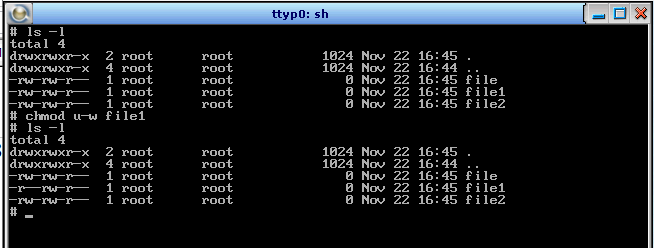 ttyp0: sh
# ls -l
total 4
drwxrwxr-x  2 root      root           1024 Nov 22 16:45 .
drwxrwxr-x  4 root      root           1024 Nov 22 16:44 ..
-rw-rw-r--  1 root      root              0 Nov 22 16:45 file
-rw-rw-r--  1 root      root              0 Nov 22 16:45 file1
-rw-rw-r--  1 root      root              0 Nov 22 16:45 file2
# chmod u-w file1
# ls -l
total 4
drwxrwxr-x  2 root      root           1024 Nov 22 16:45 .
drwxrwxr-x  4 root      root           1024 Nov 22 16:44 ..
-rw-rw-r--  1 root      root              0 Nov 22 16:45 file
-r--rw-r--  1 root      root              0 Nov 22 16:45 file1
-rw-rw-r--  1 root      root              0 Nov 22 16:45 file2
# _